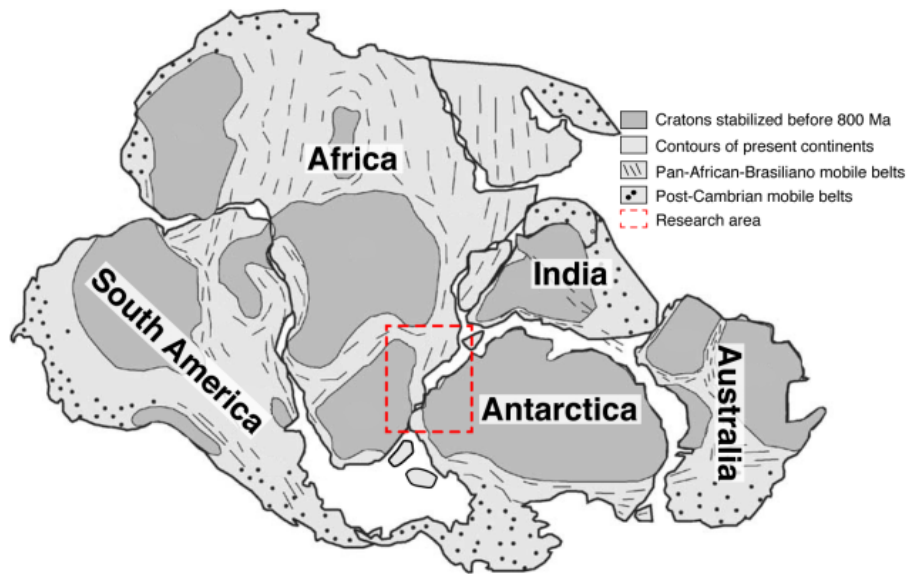 Cratons stabilized before 800 Ma
Contours of present continents
Pan-African-Brasiliano mobile belts
Post-Cambrian mobile belts
Research area
Africa
India
South America
Antarctica
Australia